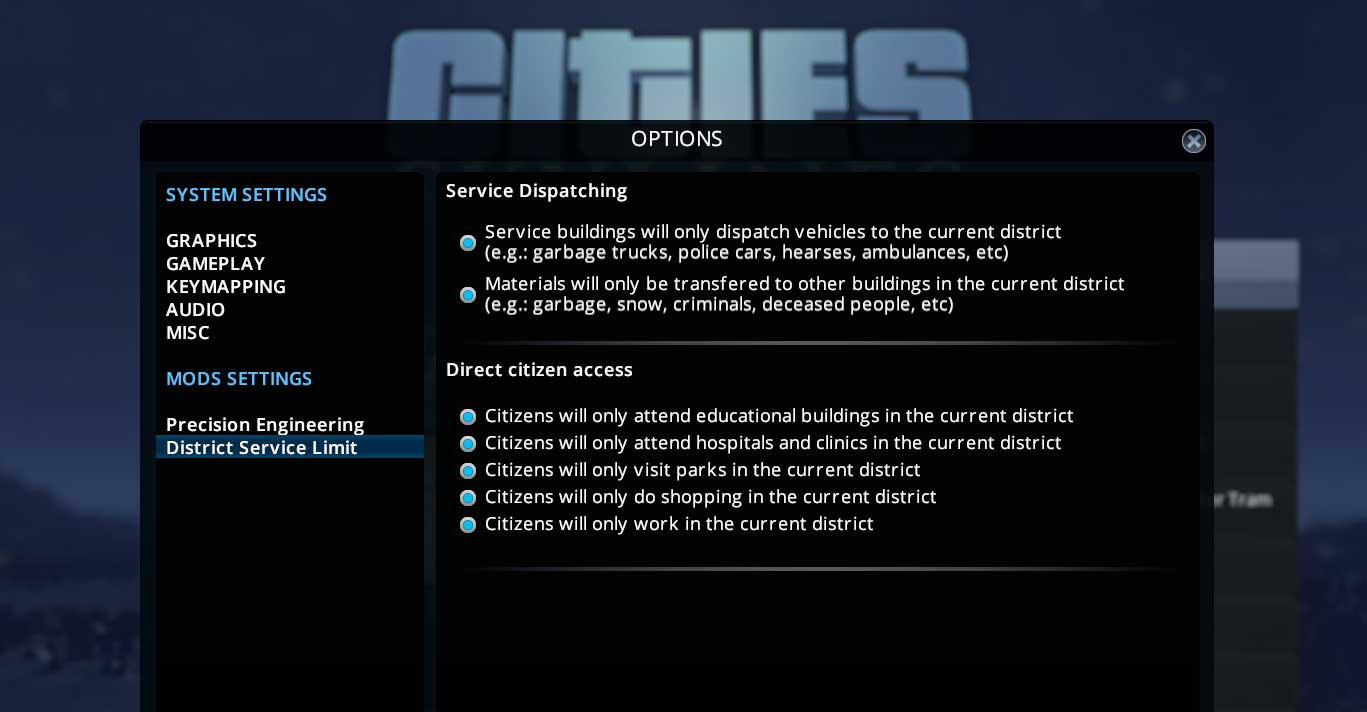 CITIES
OPTIONS
SYSTEM SETTINGS
GRAPHICS
GAMEPLAY
KEYMAPPING
AUDIO
MISC
MODS SETTINGS
Precision Engineering
District Service Limit
Service Dispatching
Service buildings will only dispatch vehicles to the current district
(e.g.: garbage trucks, police cars, hearses, ambulances, etc)
Materials will only be transfered to other buildings in the current district
(e.g.: garbage, snow, criminals, deceased people, etc)
Direct citizen access
Citizens will only attend educational buildings in the current district
Citizens will only attend hospitals and clinics in the current district
Citizens will only visit parks in the current district
Citizens will only do shopping in the current district
Citizens will only work in the current district
Tram